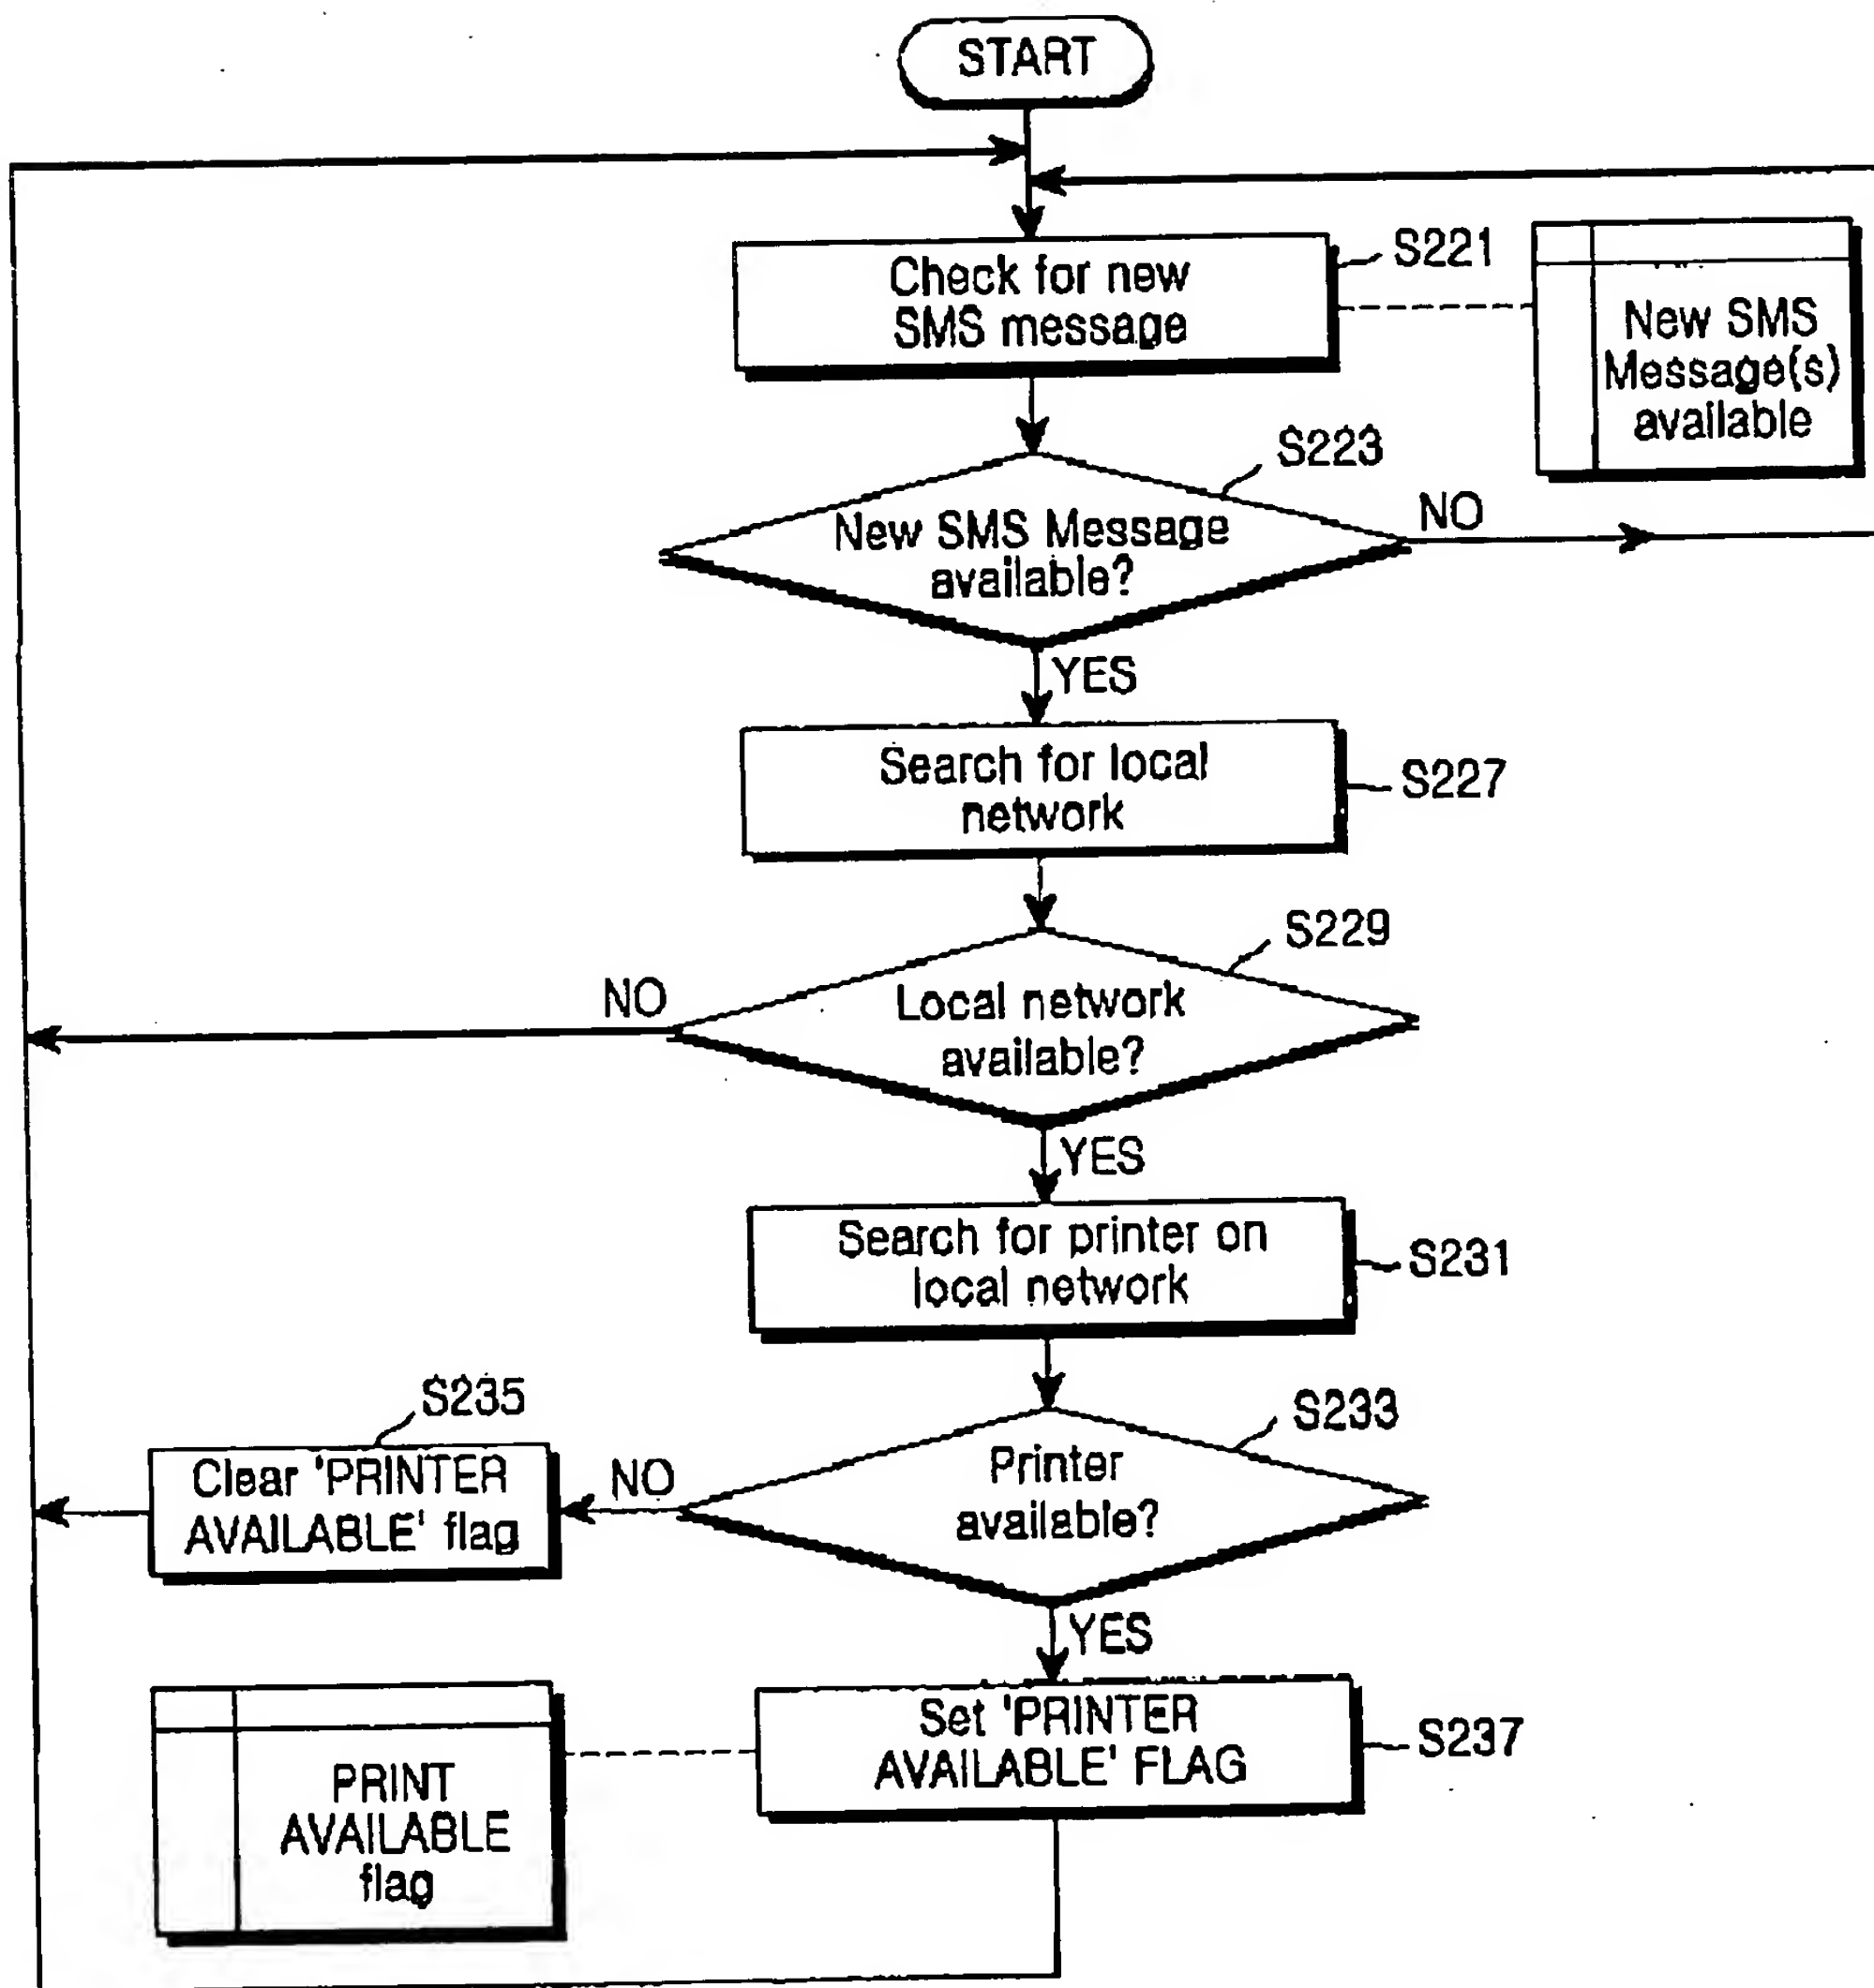 START
S221
Check for new
SMS message
New SMS
Message(s)
available
S223
New SMS Message
available?
NO
YES
Search for local
network
S227
S229
NO
Local network
available?
YES
Search for printer on
local network
S231
S235
S233
Clear 'PRINTER
AVAILABLE' flag
NO
Printer
available?
YES
Set 'PRINTER
AVAILABLE' FLAG
S237
PRINT
AVAILABLE
flag